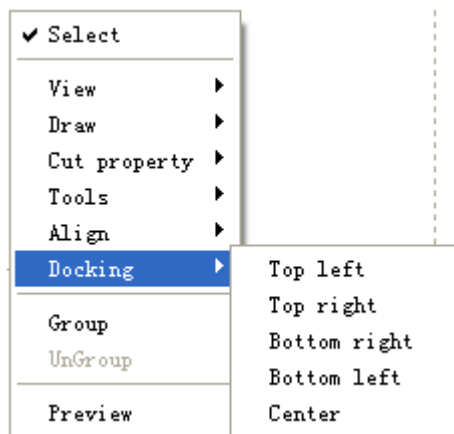 Select
View
Draw
Cut property
Tools
Align
Docking
Group
UnGroup
Preview
Top left
Top right
Bottom right
Bottom left
Center